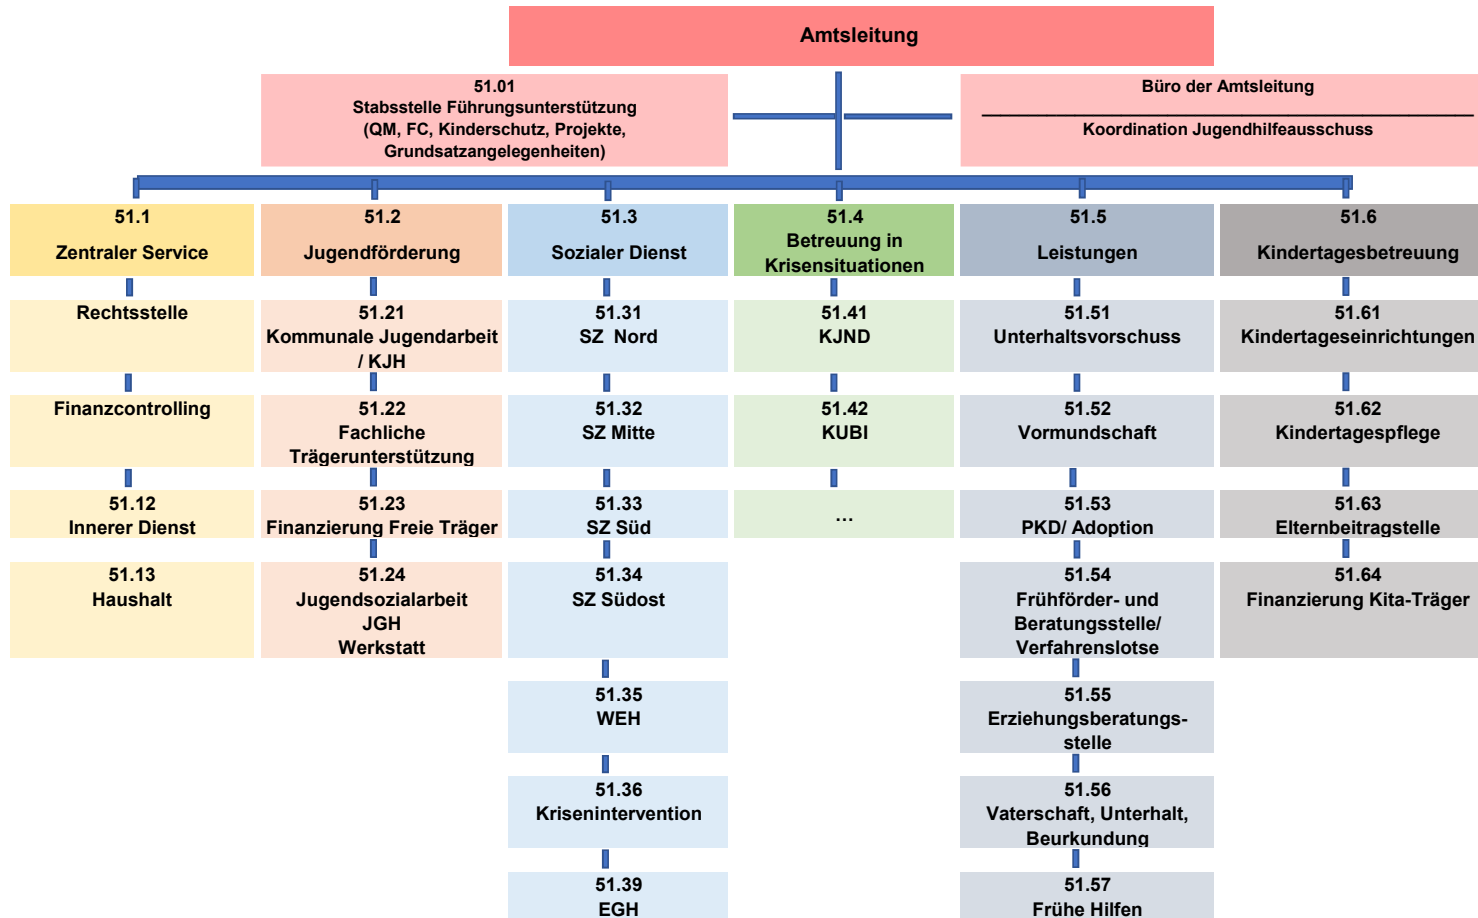 Amtsleitung
51.01
Stabsstelle Führungsunterstützung
(QM, FC, Kinderschutz, Projekte,
Grundsatzangelegenheiten)
Büro der Amtsleitung
Koordination Jugendhilfeausschuss
51.1
Zentraler Service
Rechtsstelle
Finanzcontrolling
51.12
Innerer Dienst
51.13
Haushalt
51.2
Jugendförderung
51.21
Kommunale Jugendarbeit
/ KJH
51.22
Fachliche
Trägerunterstützung
51.23
Finanzierung Freie Träger
51.24
Jugendsozialarbeit
JGH
Werkstatt
51.3
Sozialer Dienst
51.31
SZ Nord
51.32
SZ Mitte
51.33
SZ Süd
51.34
SZ Südost
51.35
WEH
51.36
Krisenintervention
51.39
EGH
51.4
Betreuung in
Krisensituationen
51.41
KJND
51.42
KUBI
...
51.5
Leistungen
51.51
Unterhaltsvorschuss
51.52
Vormundschaft
51.53
PKD/ Adoption
51.54
Frühförder- und
Beratungsstelle/
Verfahrenslotse
51.55
Erziehungsberatungs-
stelle
51.56
Vaterschaft, Unterhalt,
Beurkundung
51.57
Frühe Hilfen
51.6
Kindertagesbetreuung
51.61
Kindertageseinrichtungen
51.62
Kindertagespflege
51.63
Elternbeitragstelle
51.64
Finanzierung Kita-Träger